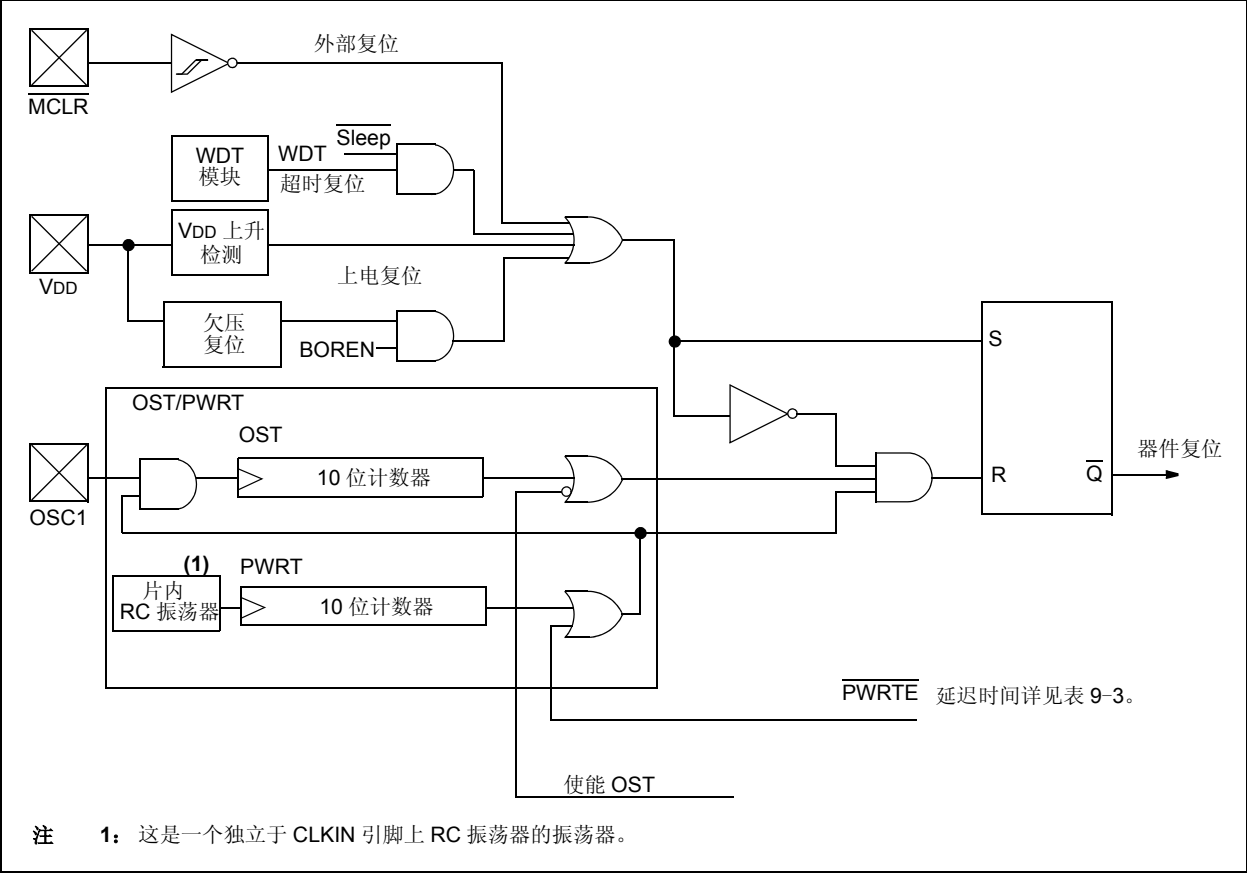 外部复位
MCLR
Sleep
WDT
模块
WDT
超时复位
VDD 上升
检测
VDD
上电复位
欠压
复位
BOREN
S
OST/PWRT
OST
10 位计数器
OSC1
R
Q
器件复位
(1)
PWRT
片内
RC 振荡器
10 位计数器
PWRTE 延迟时间详见表 9-3。
使能 OST
注 1: 这是一个独立于 CLKIN 引脚上 RC 振荡器的振荡器。